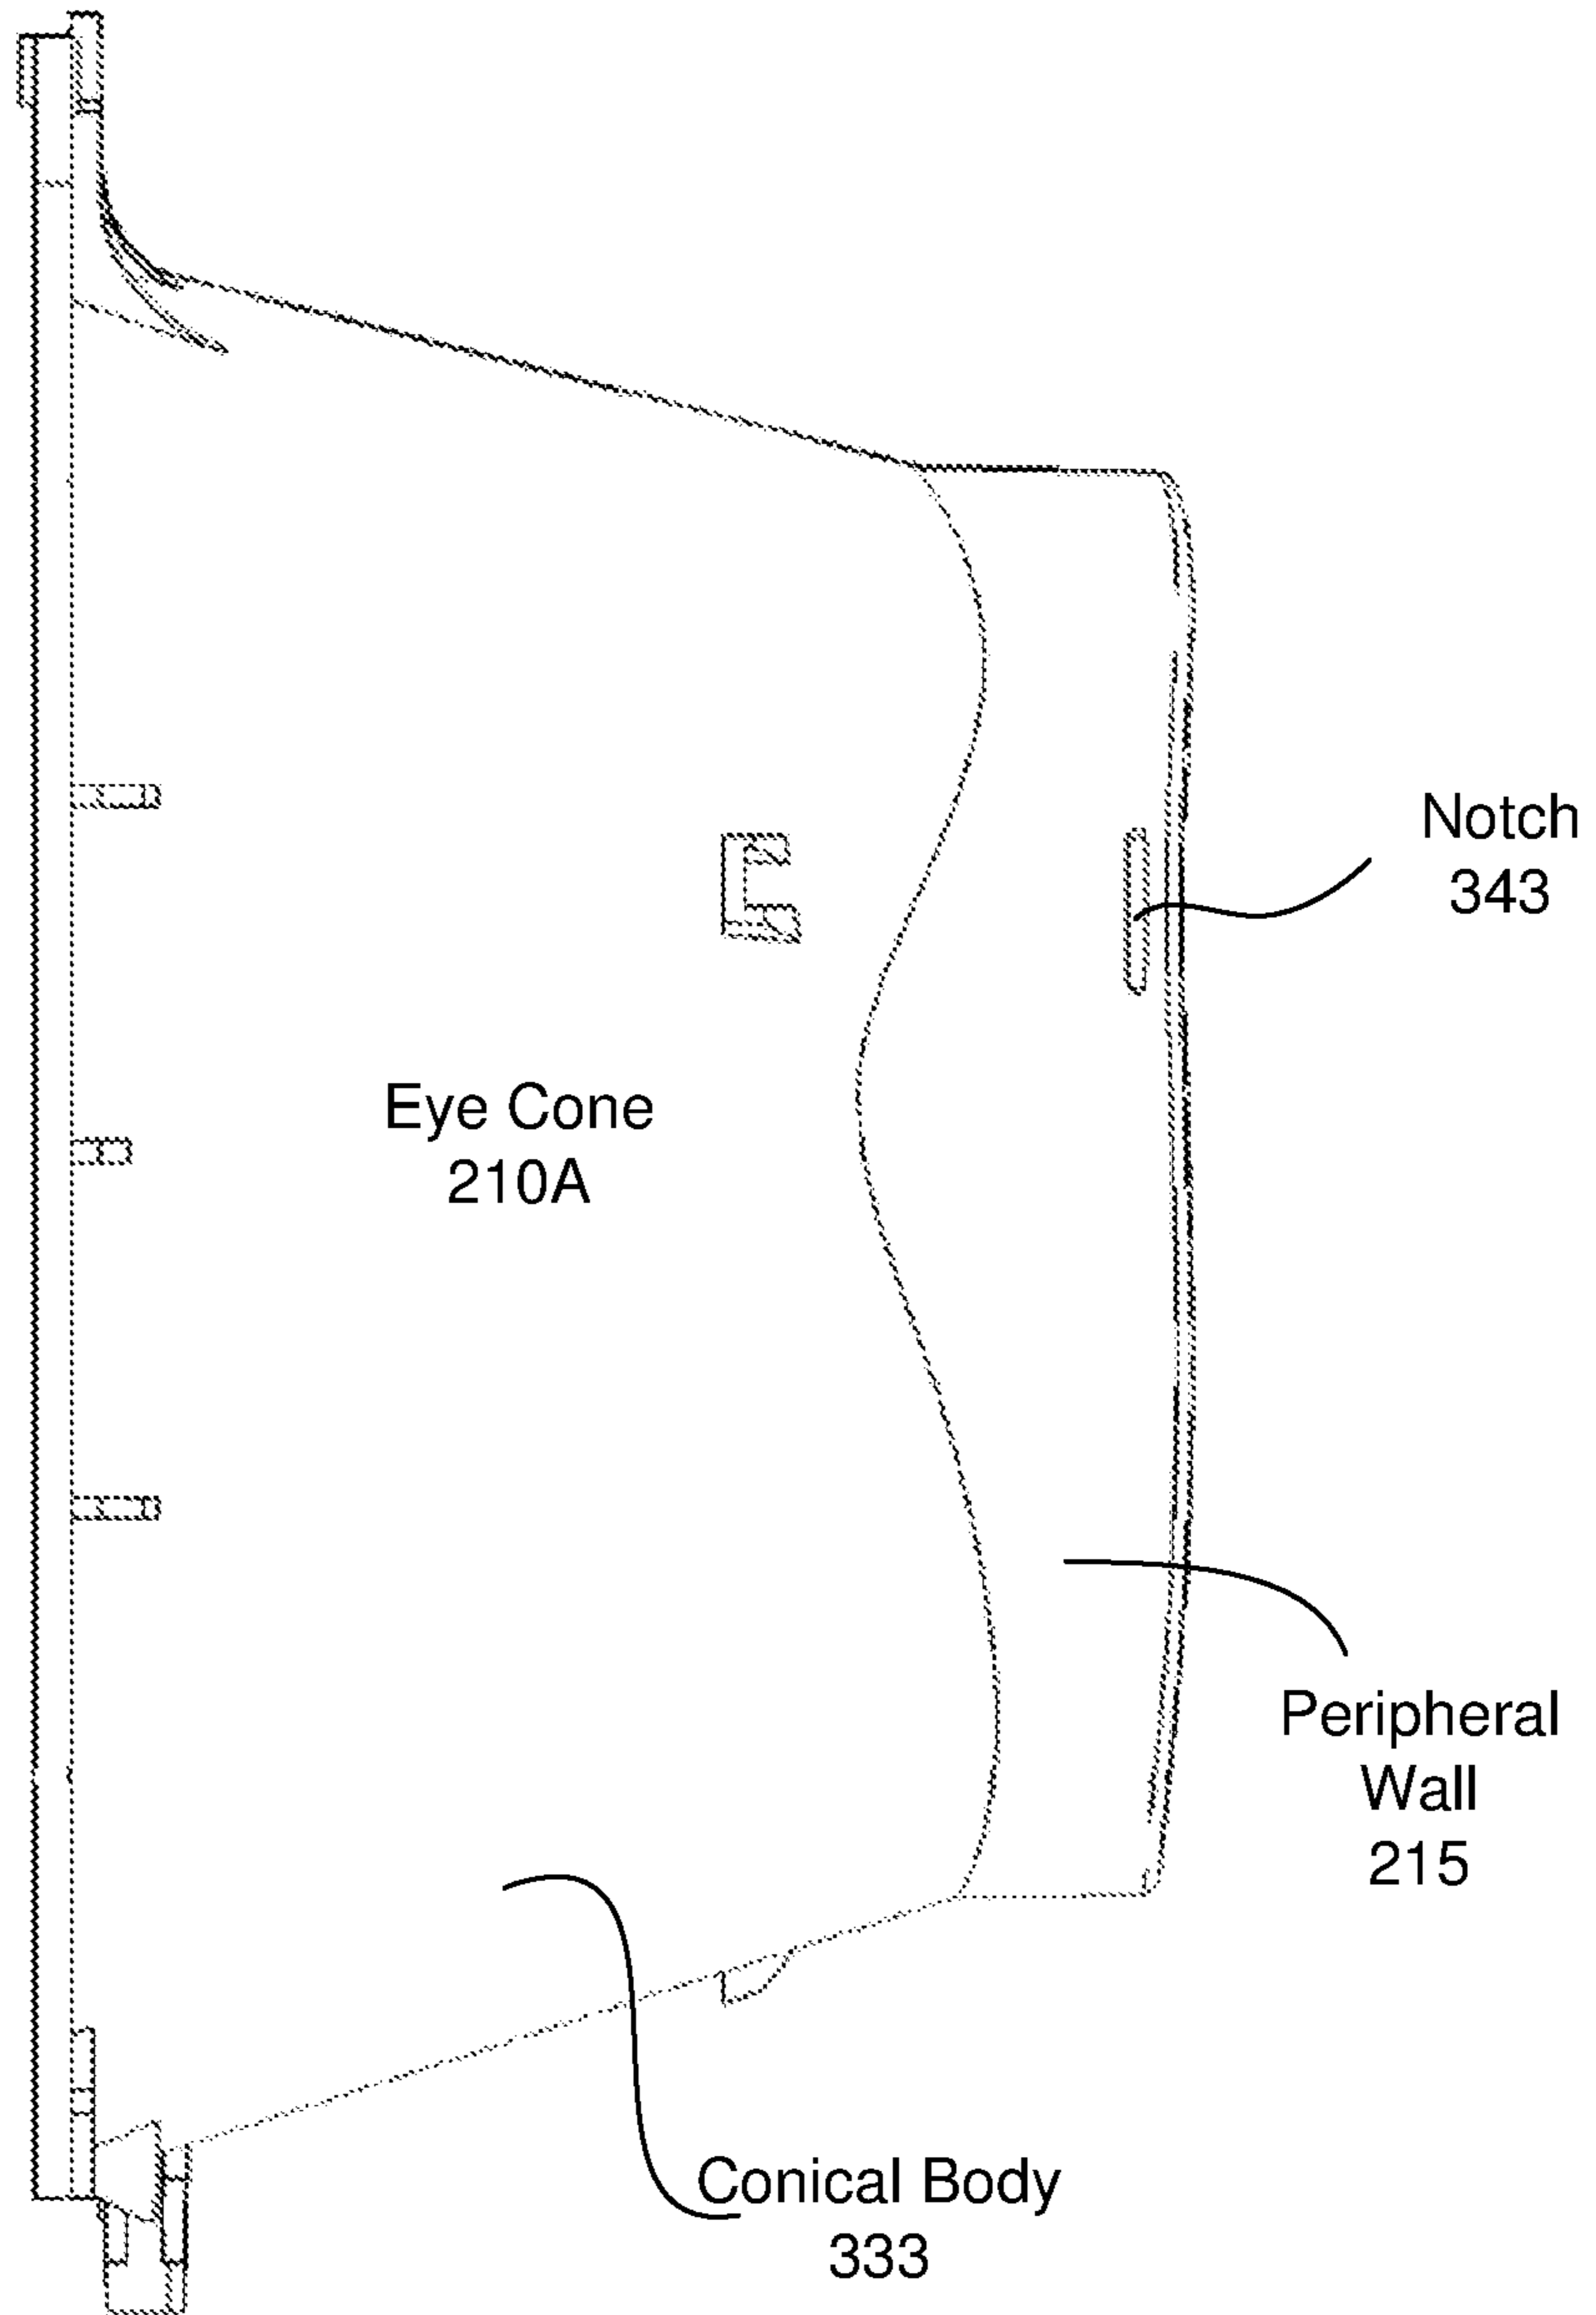 Notch
343
Eye Cone
210A
Peripheral
Wall
215
Conical Body
333